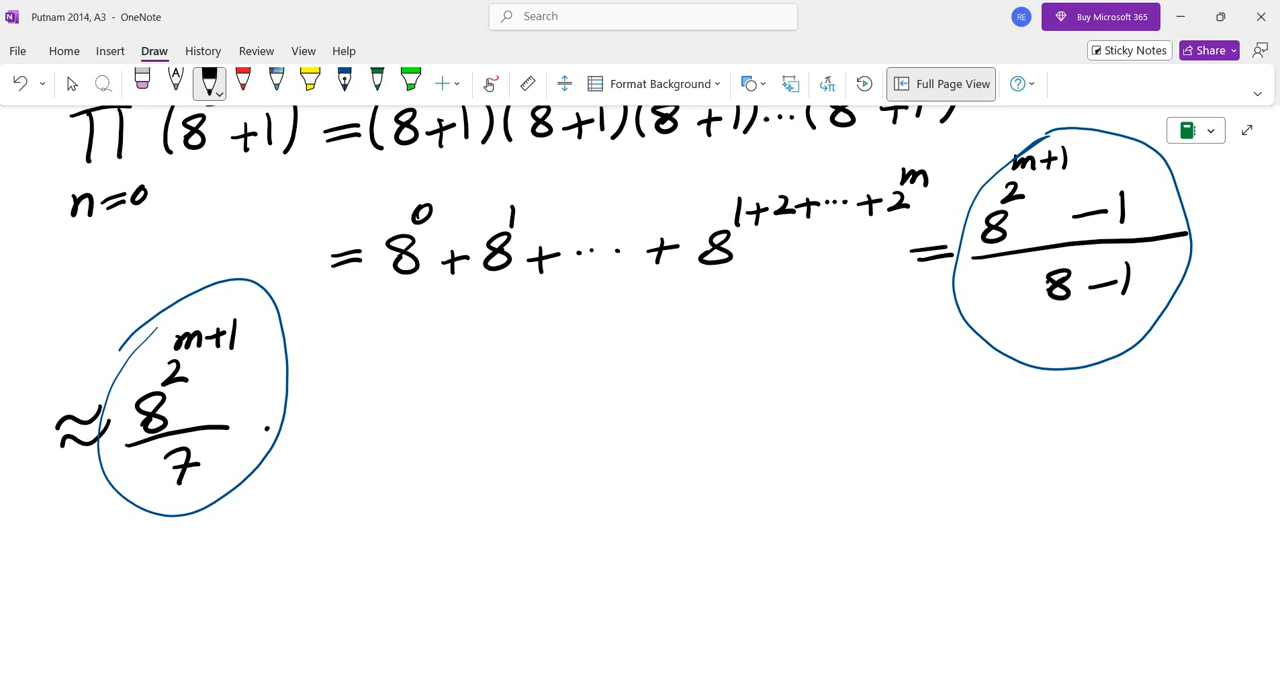 Putnam 2014, A3 - OneNote
Search
RE
Buy Microsoft 365
File Home Insert Draw History Review View Help
Sticky Notes
Share
Format Background
Full Page View
∏ (8 +1) = (8+1)(8+1)(8+1)...(8+1)
n=0
= 8^0 + 8^1 + ... + 8^(1+2+...+2^m) = (8^(2^(m+1)) - 1)/(8-1)
≈ 8^(2^(m+1))/7 .